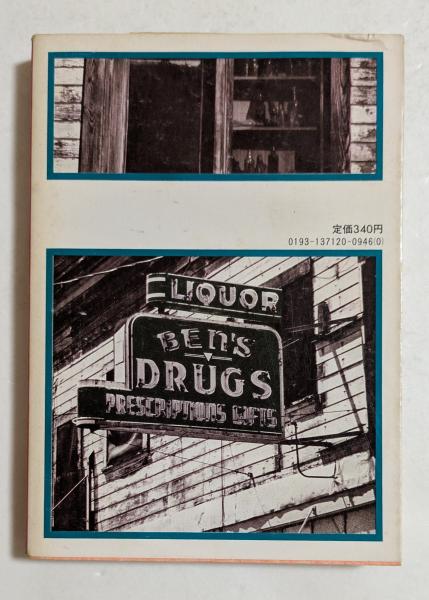 定価340円
0193-137120-0946(0)
LIQUOR
BEN'S
DRUGS
PRESCRIPTIONS GIFTS